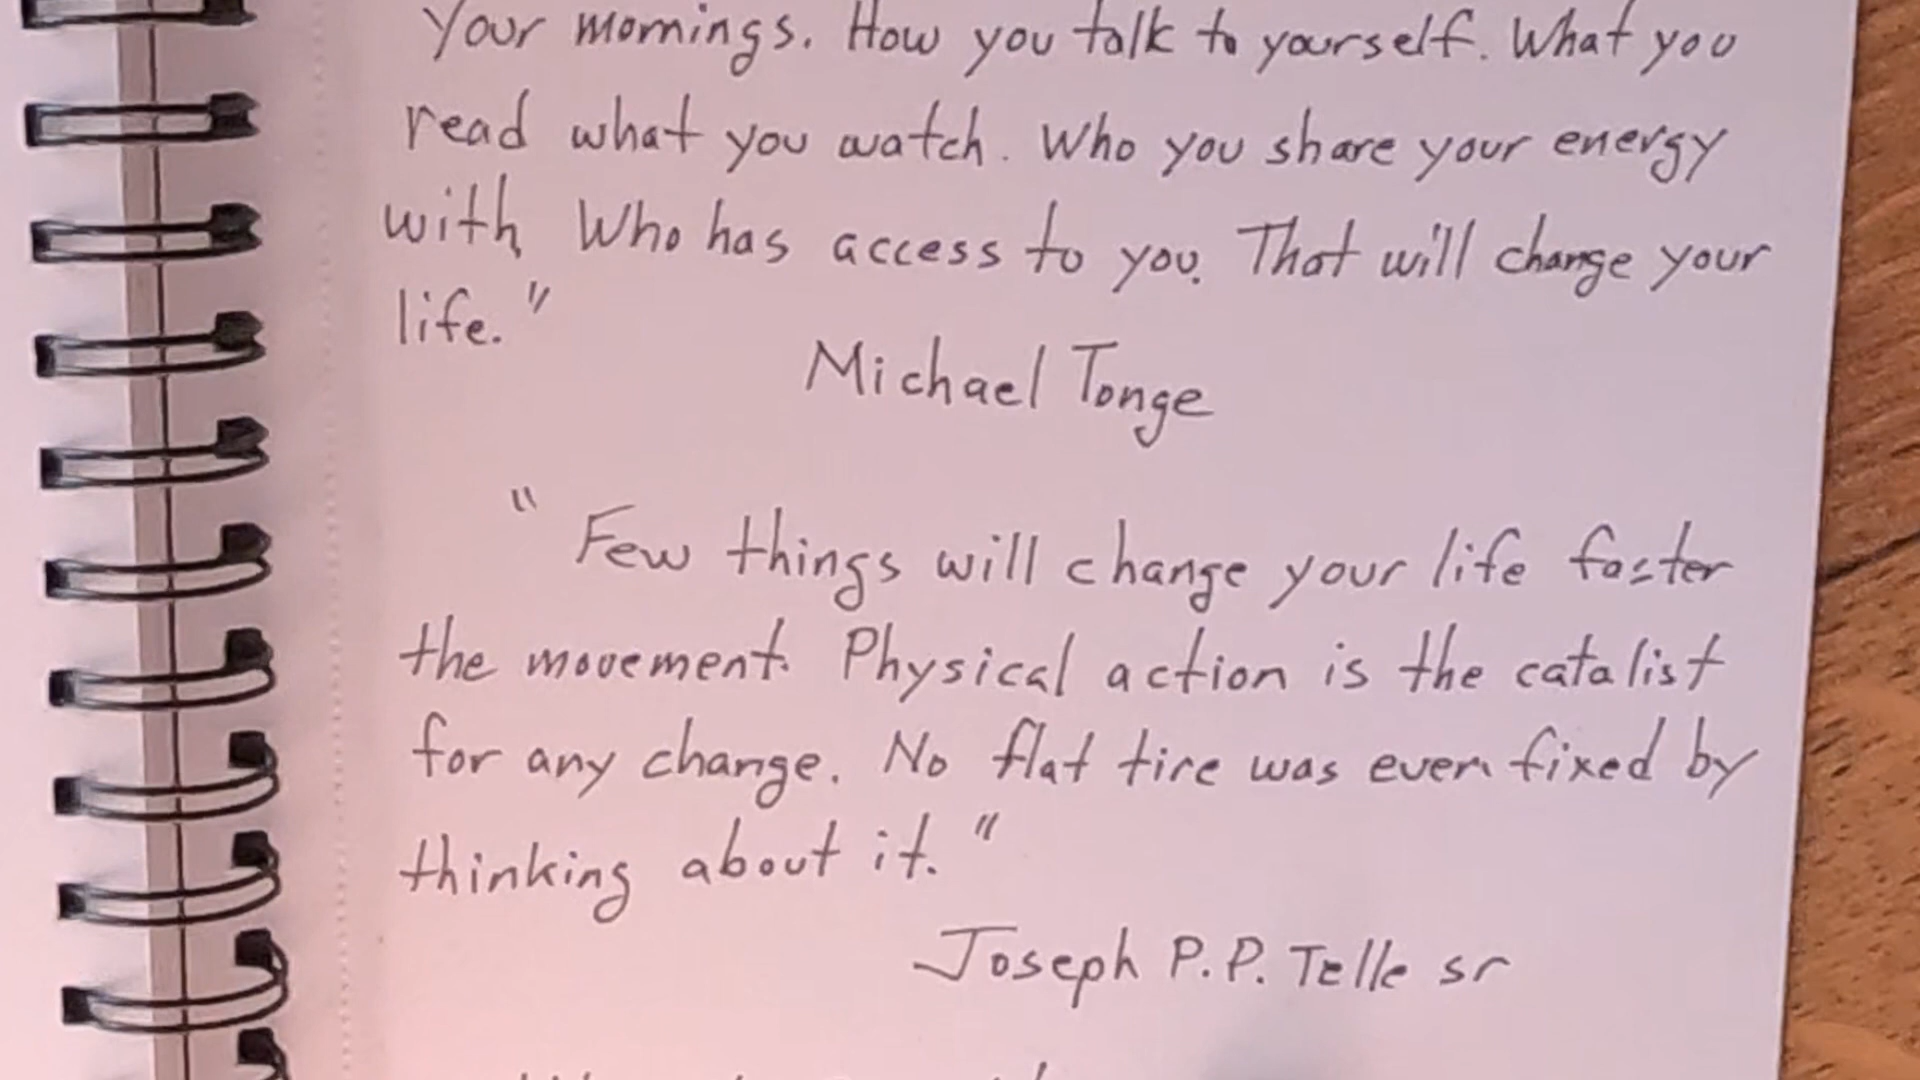 Your mornings. How you talk to yourself. What you
read what you watch. Who you share your energy
with, Who has access to you. That will change your
life."
Michael Tonge
"Few things will change your life faster
the movement. Physical action is the catalist
for any change. No flat tire was ever fixed by
thinking about it."
Joseph P.P. Telle sr